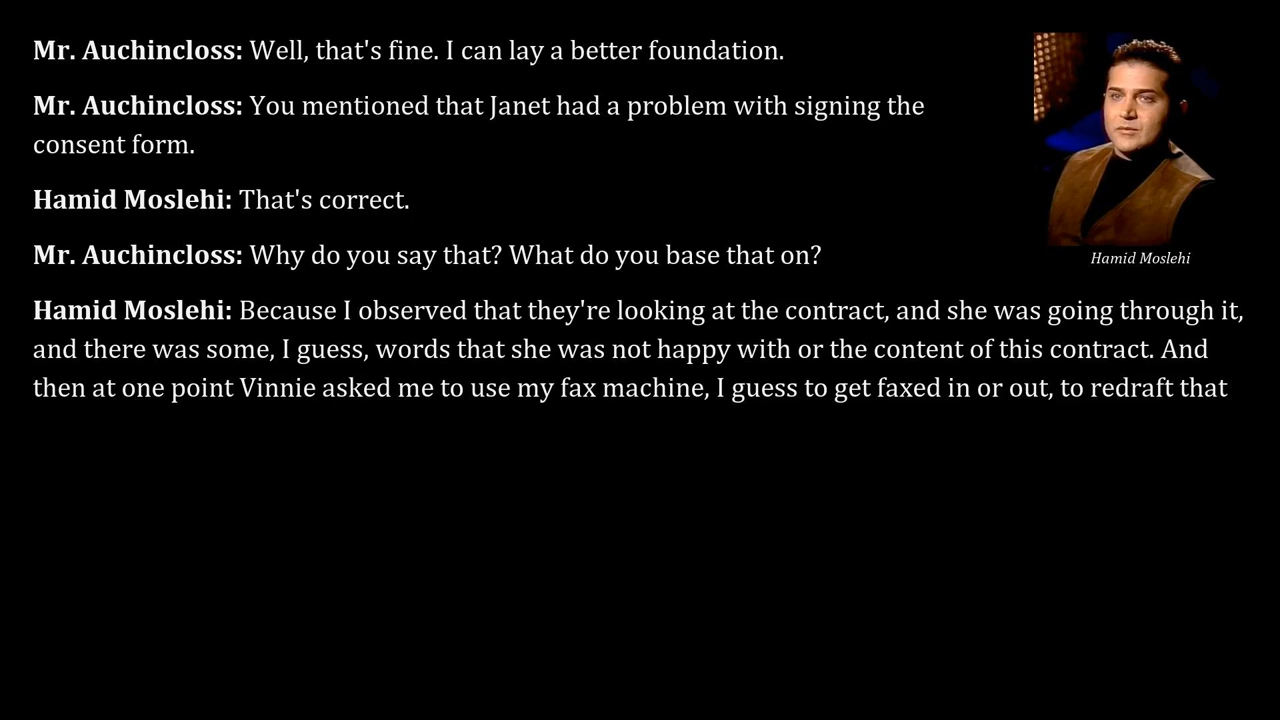 Mr. Auchincloss: Well, that's fine. I can lay a better foundation.
Mr. Auchincloss: You mentioned that Janet had a problem with signing the
consent form.
Hamid Moslehi: That's correct.
Mr. Auchincloss: Why do you say that? What do you base that on?
Hamid Moslehi
Hamid Moslehi: Because I observed that they're looking at the contract, and she was going through it,
and there was some, I guess, words that she was not happy with or the content of this contract. And
then at one point Vinnie asked me to use my fax machine, I guess to get faxed in or out, to redraft that